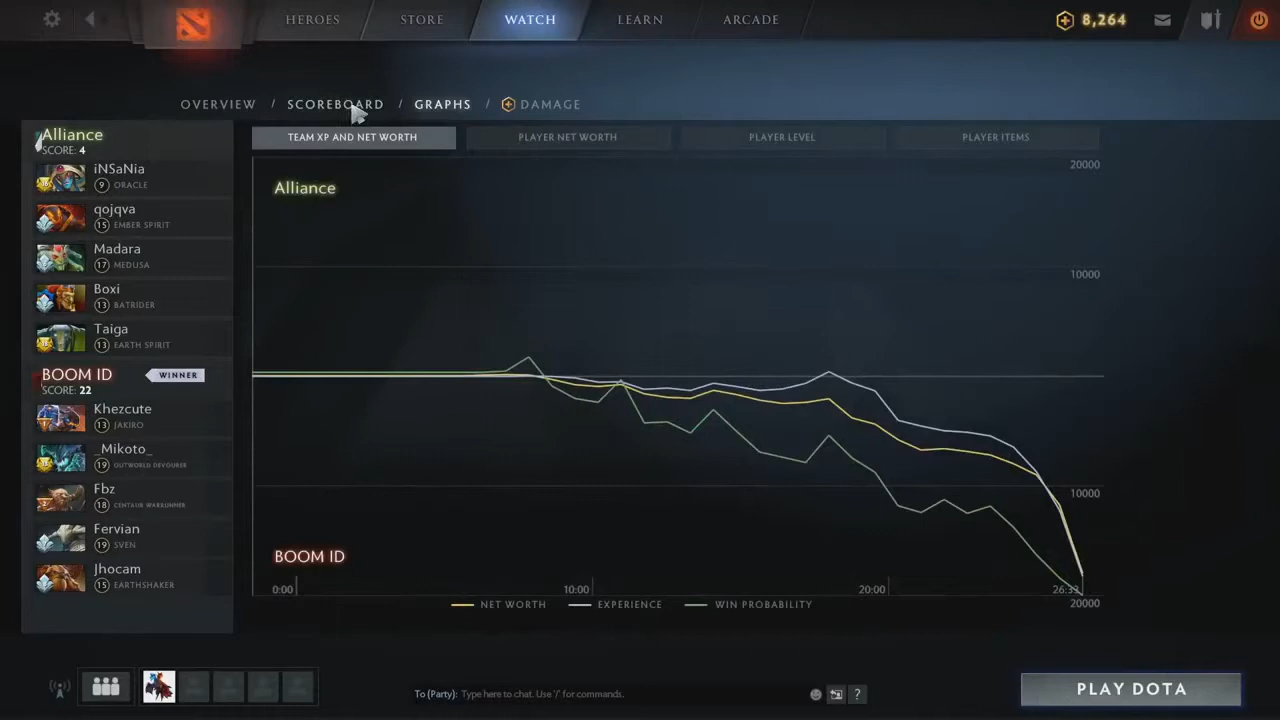 HEROES STORE WATCH LEARN ARCADE 8,264
OVERVIEW / SCOREBOARD / GRAPHS / DAMAGE
TEAM XP AND NET WORTH PLAYER NET WORTH PLAYER LEVEL PLAYER ITEMS
Alliance
SCORE: 4
iNSaNia
9 ORACLE
qojqva
15 EMBER SPIRIT
Madara
17 MEDUSA
Boxi
13 BATRIDER
Taiga
13 EARTH SPIRIT
BOOM ID WINNER
SCORE: 22
Khezcute
13 JAKIRO
_Mikoto_
19 OUTWORLD DEVOURER
Fbz
18 CENTAUR WARRUNNER
Fervian
19 SVEN
Jhocam
15 EARTHSHAKER
20000
Alliance
10000
10000
BOOM ID
0:00 10:00 20:00 26:33
20000
NET WORTH EXPERIENCE WIN PROBABILITY
To (Party): Type here to chat. Use '/' for commands. ?
PLAY DOTA